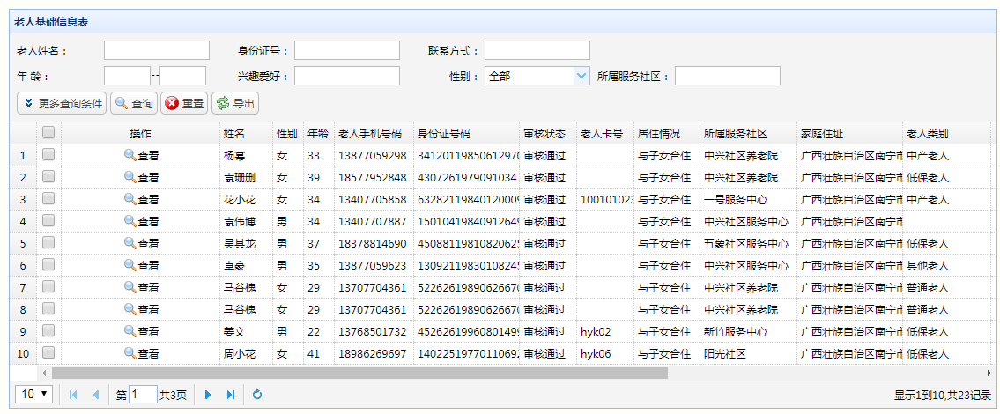 老人基础信息表
老人姓名： 身份证号： 联系方式：
年 龄： -- 兴趣爱好： 性别： 全部 所属服务社区：
更多查询条件 查询 重置 导出
操作 姓名 性别 年龄 老人手机号码 身份证号码 审核状态 老人卡号 居住情况 所属服务社区 家庭住址 老人类别
1 查看 杨幂 女 33 13877059298 34120119850612970 审核通过 与子女合住 中兴社区养老院 广西壮族自治区南宁市 中产老人
2 查看 袁珊删 女 39 18577952848 43072619790910347 审核通过 与子女合住 中兴社区养老院 广西壮族自治区南宁市 低保老人
3 查看 花小花 女 34 13407705858 63282119840120009 审核通过 100101023 与子女合住 一号服务中心 广西壮族自治区南宁市 中产老人
4 查看 袁伟博 男 34 13407707887 15010419840912649 审核通过 与子女合住 中兴社区服务中心 广西壮族自治区南宁市
5 查看 吴其龙 男 37 18378814690 45088119810820625 审核通过 与子女合住 五象社区服务中心 广西壮族自治区南宁市 低保老人
6 查看 卓豪 男 35 13877059623 13092119830108245 审核通过 与子女合住 中兴社区服务中心 广西壮族自治区南宁市 其他老人
7 查看 马谷槐 女 29 13707704361 52262619890626670 审核通过 与子女合住 中兴社区养老院 广西壮族自治区南宁市 普通老人
8 查看 马谷槐 女 29 13707704361 52262619890626670 审核通过 与子女合住 中兴社区养老院 广西壮族自治区南宁市 普通老人
9 查看 姜文 男 22 13768501732 45262619960801499 审核通过 hyk02 与子女合住 新竹服务中心 广西壮族自治区南宁市 低保老人
10 查看 周小花 女 41 18986269697 14022519770110692 审核通过 hyk06 与子女合住 阳光社区 广西壮族自治区南宁市 低保老人
10 第 1 共3页 显示1到10,共23记录